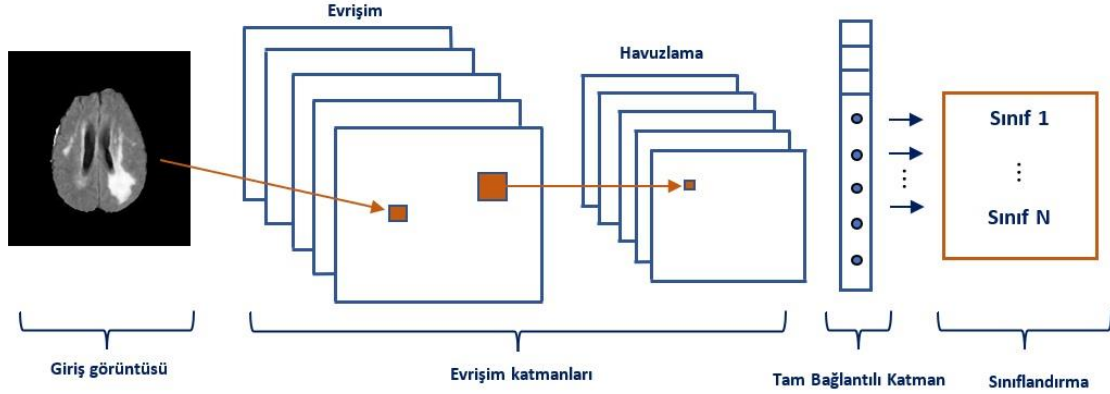 Evrişim
Havuzlama
Sınıf 1
⋮
⋮
Sınıf N
Giriş görüntüsü
Evrişim katmanları
Tam Bağlantılı Katman
Sınıflandırma